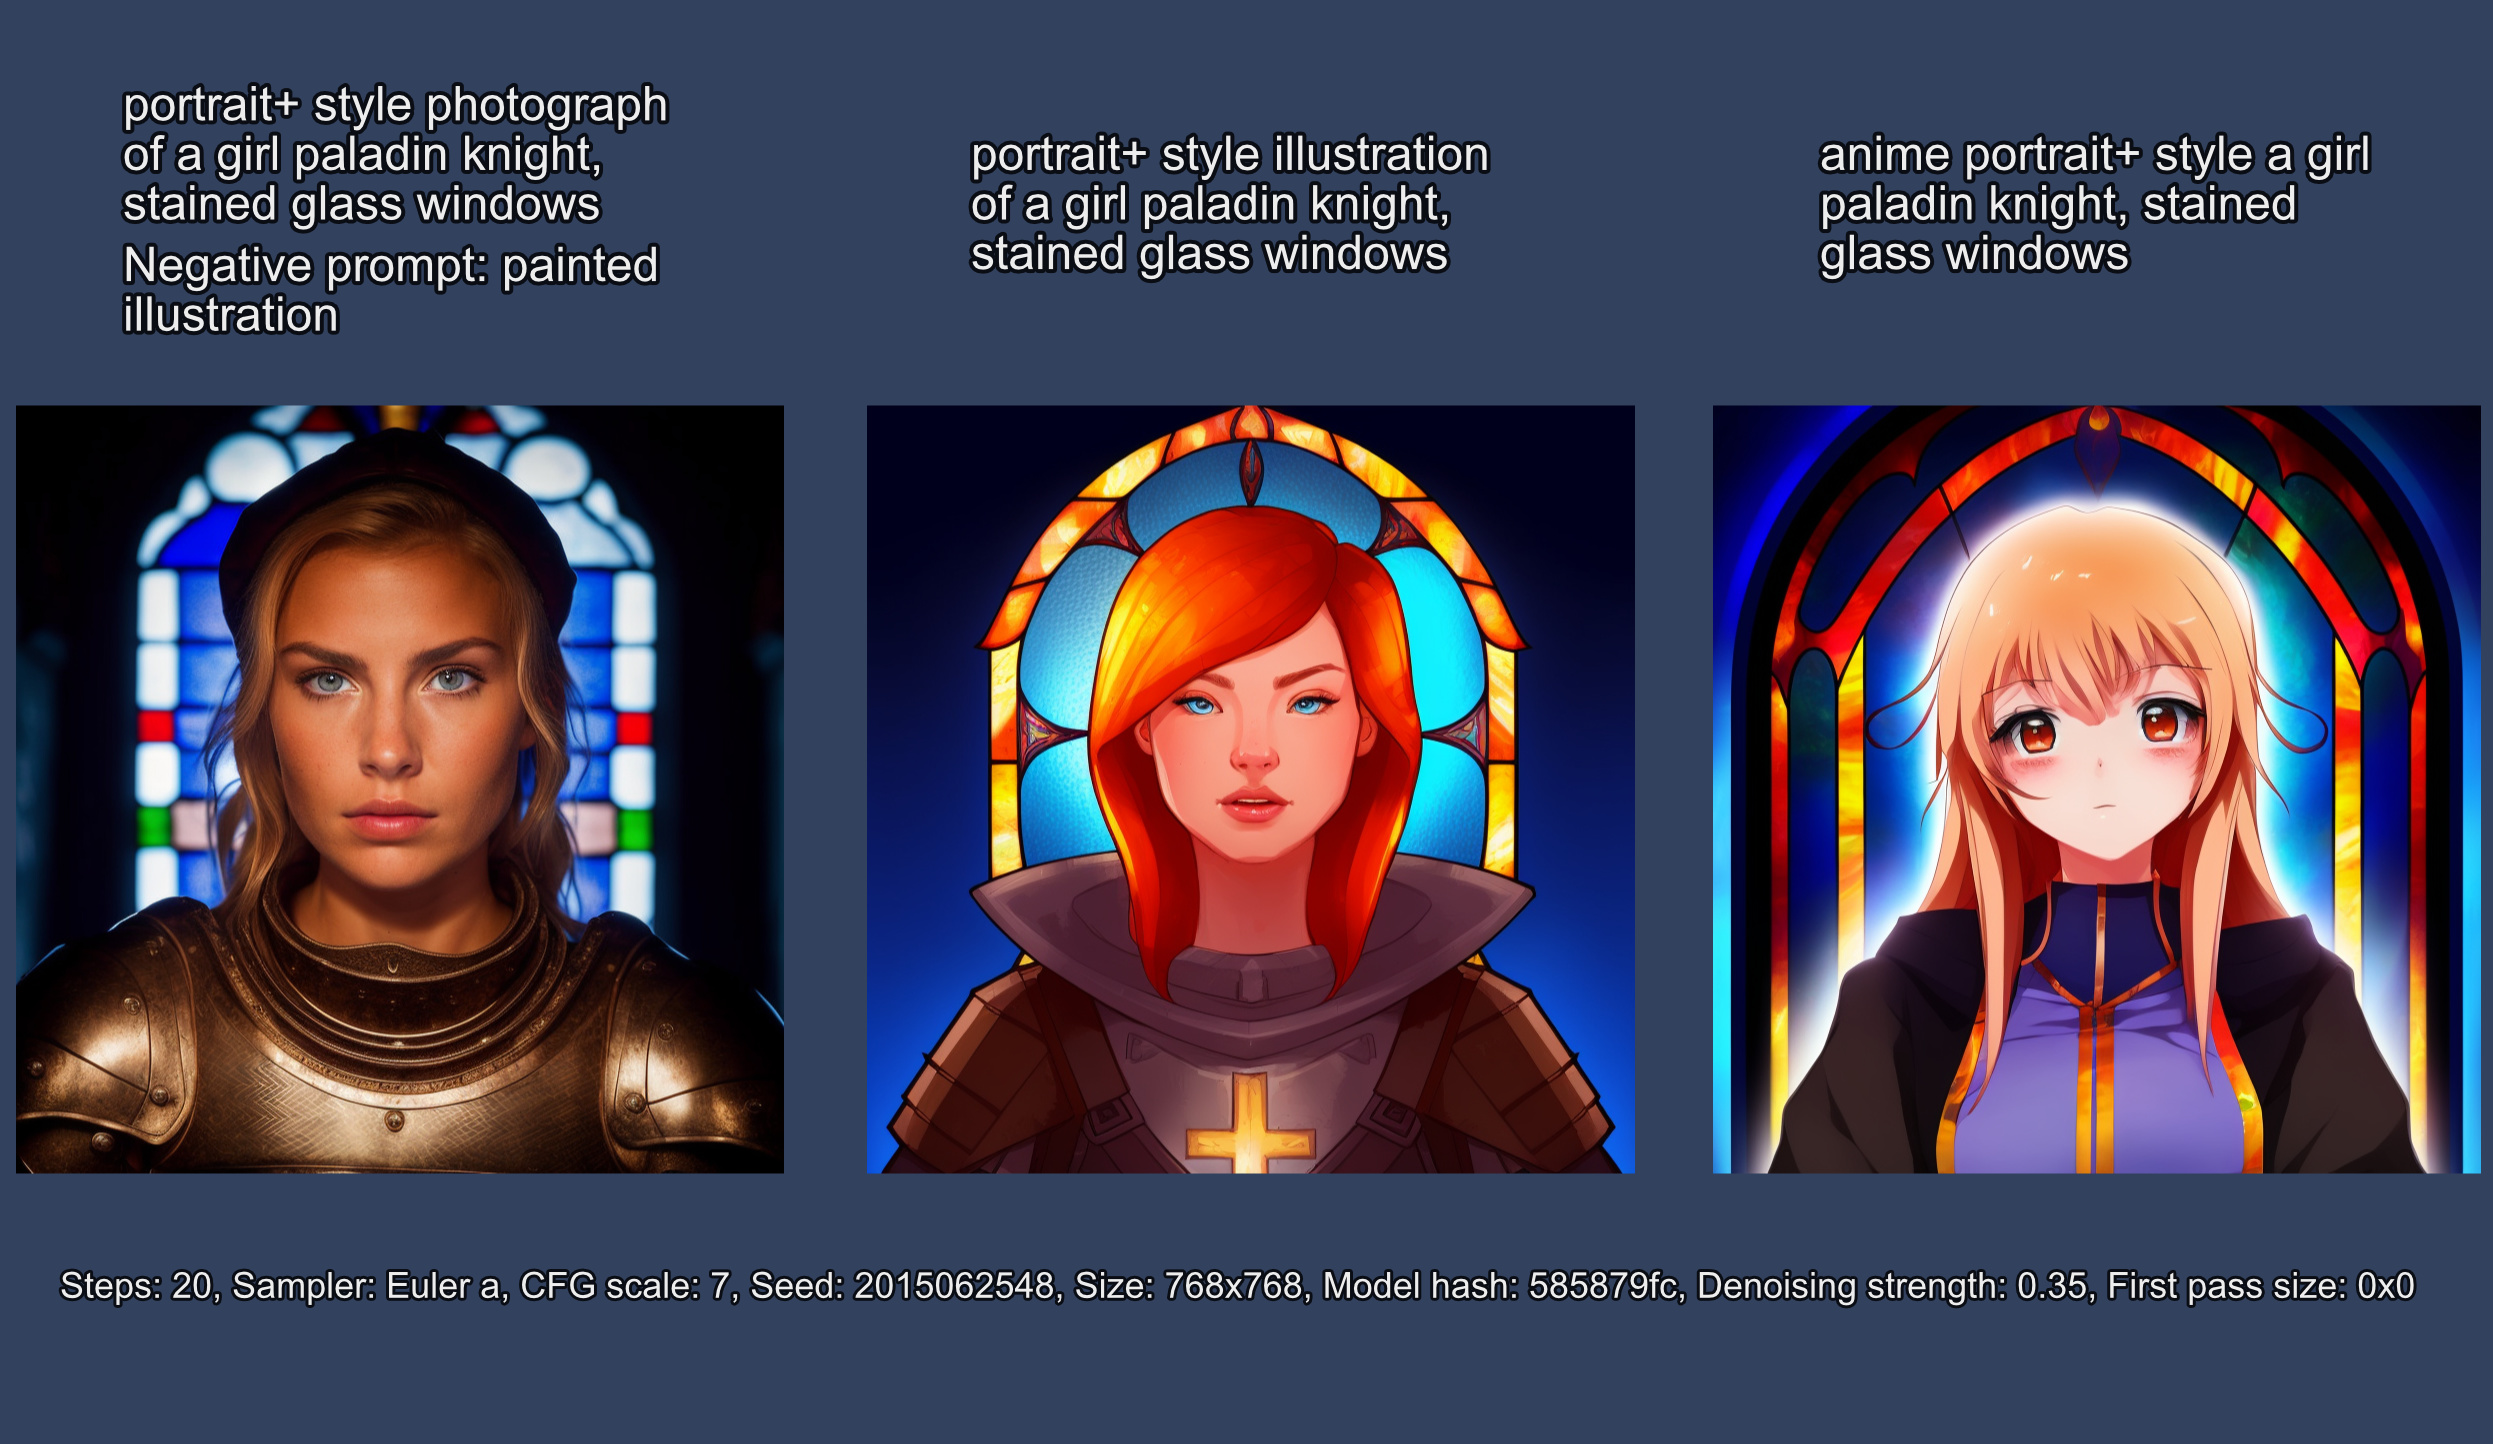 portrait+ style photograph
of a girl paladin knight,
stained glass windows
Negative prompt: painted
illustration
portrait+ style illustration
of a girl paladin knight,
stained glass windows
anime portrait+ style a girl
paladin knight, stained
glass windows
Steps: 20, Sampler: Euler a, CFG scale: 7, Seed: 2015062548, Size: 768x768, Model hash: 585879fc, Denoising strength: 0.35, First pass size: 0x0